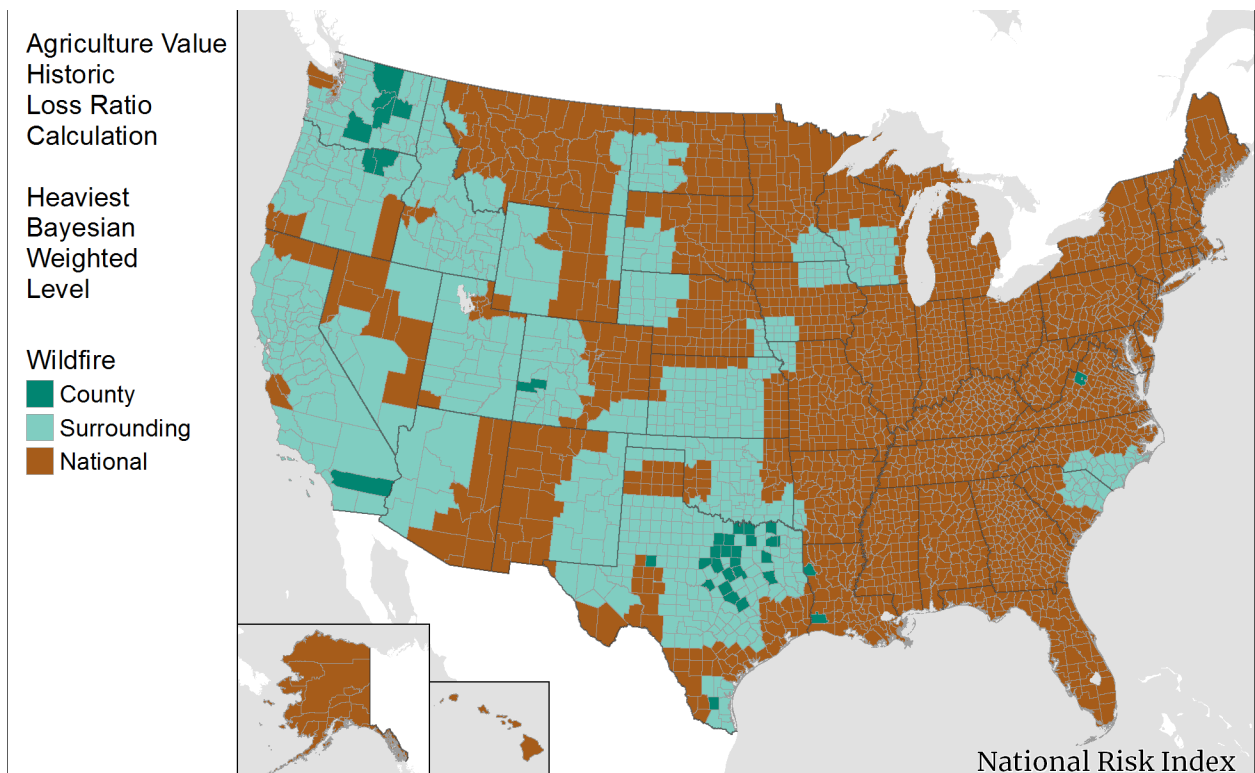 Agriculture Value
Historic
Loss Ratio
Calculation
Heaviest
Bayesian
Weighted
Level
Wildfire
County
Surrounding
National
National Risk Index